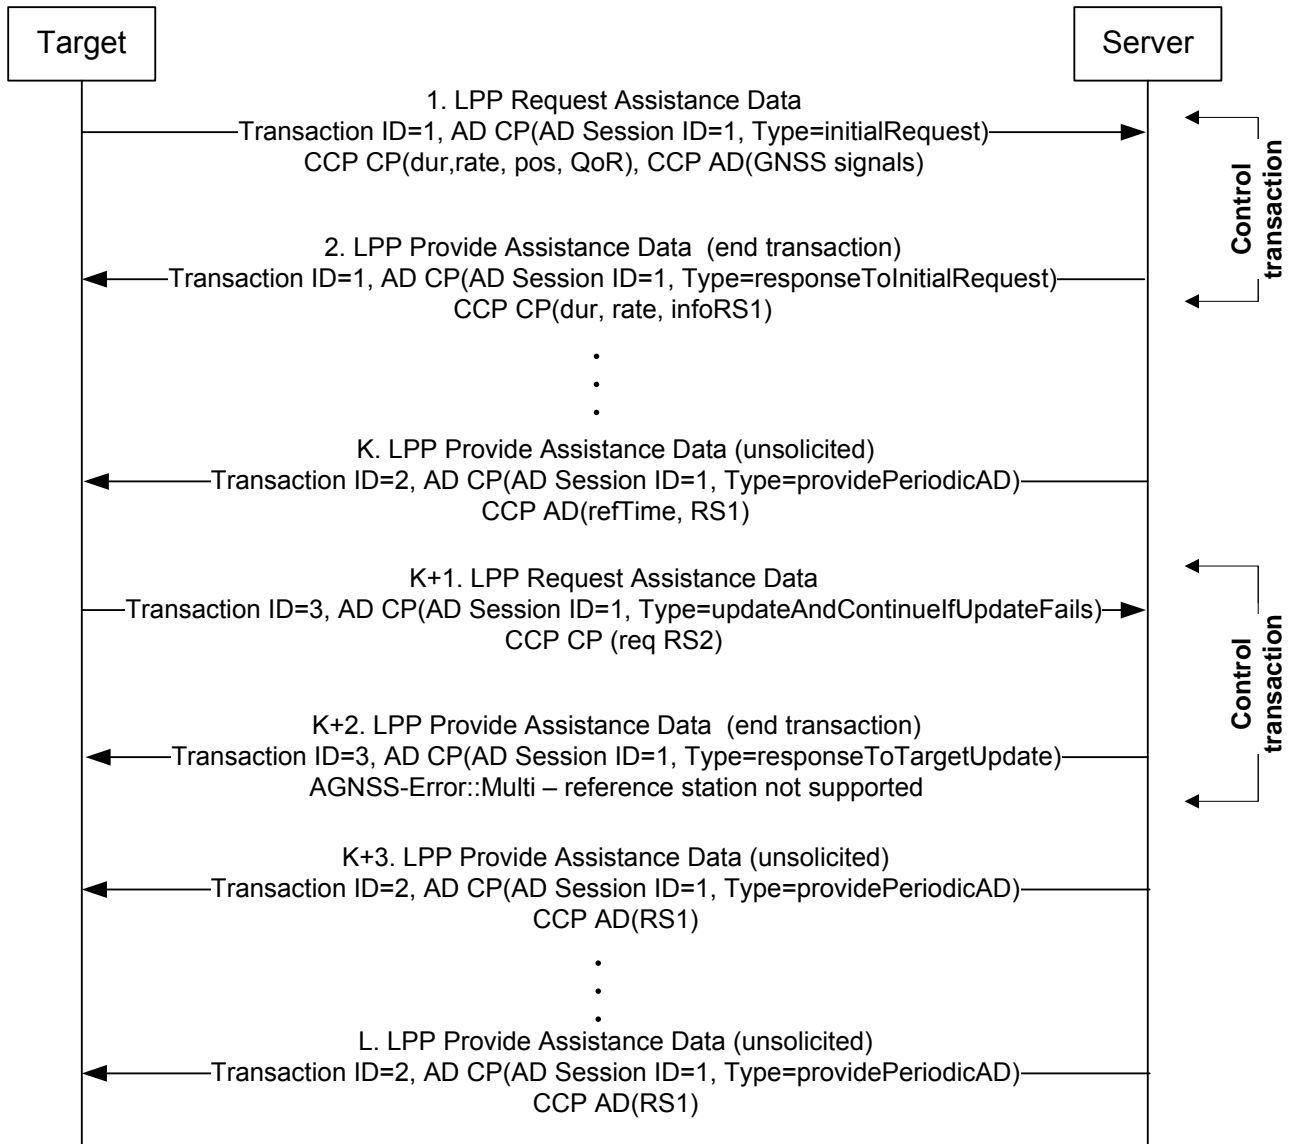 Target
Server
1. LPP Request Assistance Data
Transaction ID=1, AD CP(AD Session ID=1, Type=initialRequest)
CCP CP(dur,rate, pos, QoR), CCP AD(GNSS signals)
Control
transaction
2. LPP Provide Assistance Data  (end transaction)
Transaction ID=1, AD CP(AD Session ID=1, Type=responseToInitialRequest)
CCP CP(dur, rate, infoRS1)
K. LPP Provide Assistance Data (unsolicited)
Transaction ID=2, AD CP(AD Session ID=1, Type=providePeriodicAD)
CCP AD(refTime, RS1)
K+1. LPP Request Assistance Data
Transaction ID=3, AD CP(AD Session ID=1, Type=updateAndContinueIfUpdateFails)
CCP CP (req RS2)
Control
transaction
K+2. LPP Provide Assistance Data  (end transaction)
Transaction ID=3, AD CP(AD Session ID=1, Type=responseToTargetUpdate)
AGNSS-Error::Multi – reference station not supported
K+3. LPP Provide Assistance Data (unsolicited)
Transaction ID=2, AD CP(AD Session ID=1, Type=providePeriodicAD)
CCP AD(RS1)
L. LPP Provide Assistance Data (unsolicited)
Transaction ID=2, AD CP(AD Session ID=1, Type=providePeriodicAD)
CCP AD(RS1)